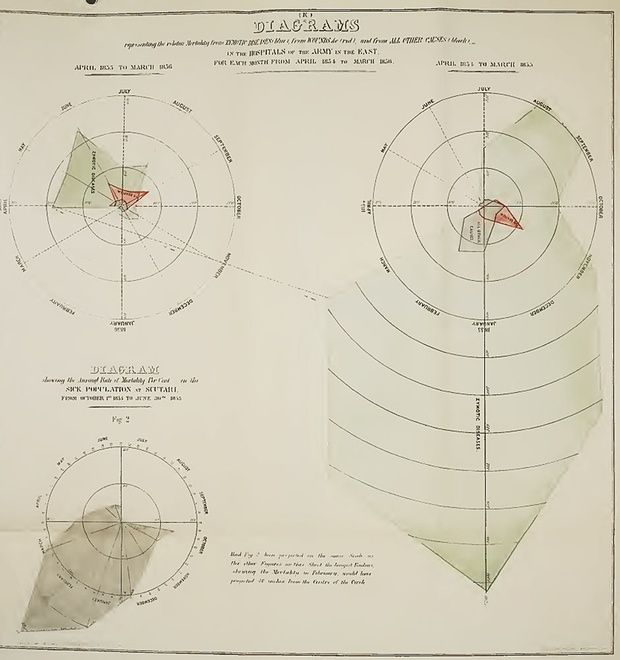 (K)
DIAGRAMS
representing the relative Mortality from ZYMOTIC DISEASES (blue), from WOUNDS &c (red), and from ALL OTHER CAUSES (black),
IN THE HOSPITALS OF THE ARMY IN THE EAST,
FOR EACH MONTH FROM APRIL 1854 TO MARCH 1856.
APRIL 1855 TO MARCH 1856
APRIL 1854 TO MARCH 1855
JULY
AUGUST
SEPTEMBER
OCTOBER
NOVEMBER
DECEMBER
JANUARY
1856
FEBRUARY
MARCH
APRIL
MAY
JUNE
ZYMOTIC DISEASES
JULY
AUGUST
SEPTEMBER
OCTOBER
NOVEMBER
DECEMBER
JANUARY
1855
FEBRUARY
MARCH
APRIL
MAY
JUNE
ALL OTHER
CAUSES
ZYMOTIC DISEASES
DIAGRAM
showing the Annual Rate of Mortality Per Cent on the
SICK POPULATION AT SCUTARI,
FROM OCTOBER 1st 1854 TO JUNE 30th 1855
Fig 2
JUNE
JULY
AUGUST
SEPTEMBER
OCTOBER
NOVEMBER
DECEMBER
JANUARY
FEBRUARY
MARCH
APRIL
MAY
Had Fig 2 been projected on the same Scale as
the other Figures on this Sheet the longest Radius,
shewing the Mortality in February, would have
projected inches from the Centre of the Circle